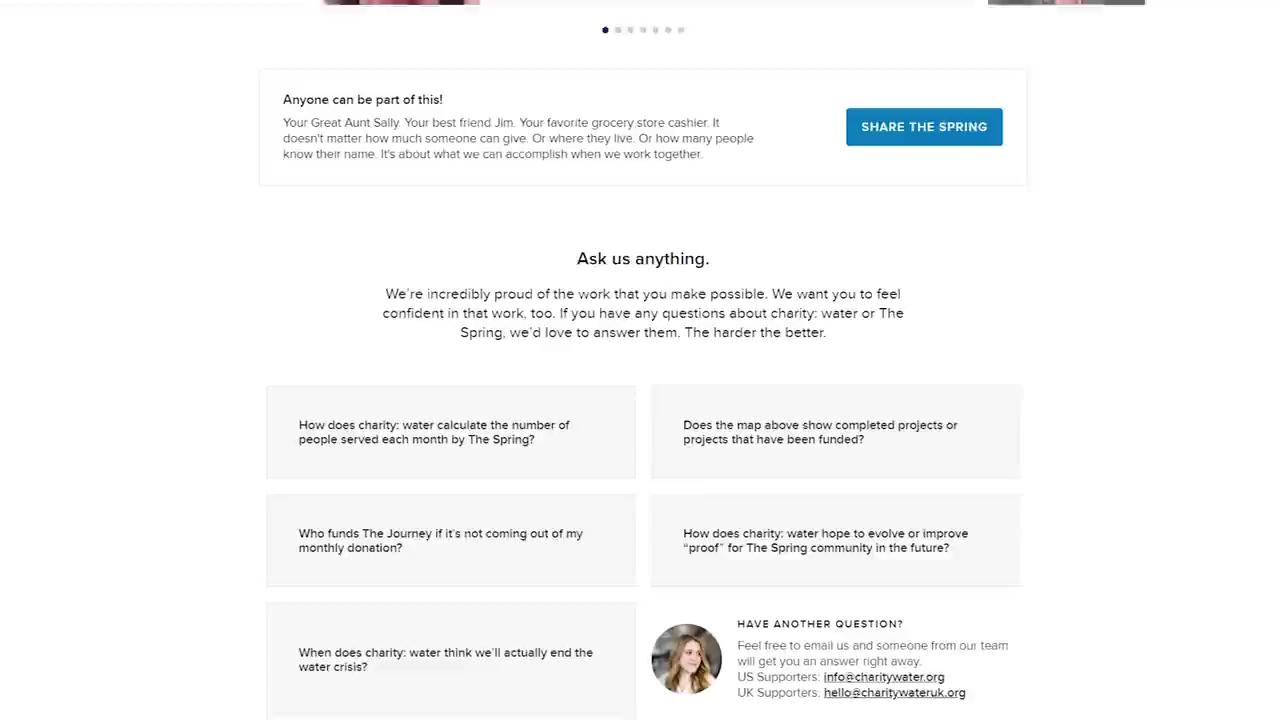 Anyone can be part of this!
Your Great Aunt Sally. Your best friend Jim. Your favorite grocery store cashier. It
doesn't matter how much someone can give. Or where they live. Or how many people
know their name. It's about what we can accomplish when we work together.
SHARE THE SPRING
Ask us anything.
We're incredibly proud of the work that you make possible. We want you to feel
confident in that work, too. If you have any questions about charity: water or The
Spring, we'd love to answer them. The harder the better.
How does charity: water calculate the number of
people served each month by The Spring?
Does the map above show completed projects or
projects that have been funded?
Who funds The Journey if it's not coming out of my
monthly donation?
How does charity: water hope to evolve or improve
“proof” for The Spring community in the future?
When does charity: water think we'll actually end the
water crisis?
HAVE ANOTHER QUESTION?
Feel free to email us and someone from our team
will get you an answer right away.
US Supporters: info@charitywater.org
UK Supporters: hello@charitywateruk.org